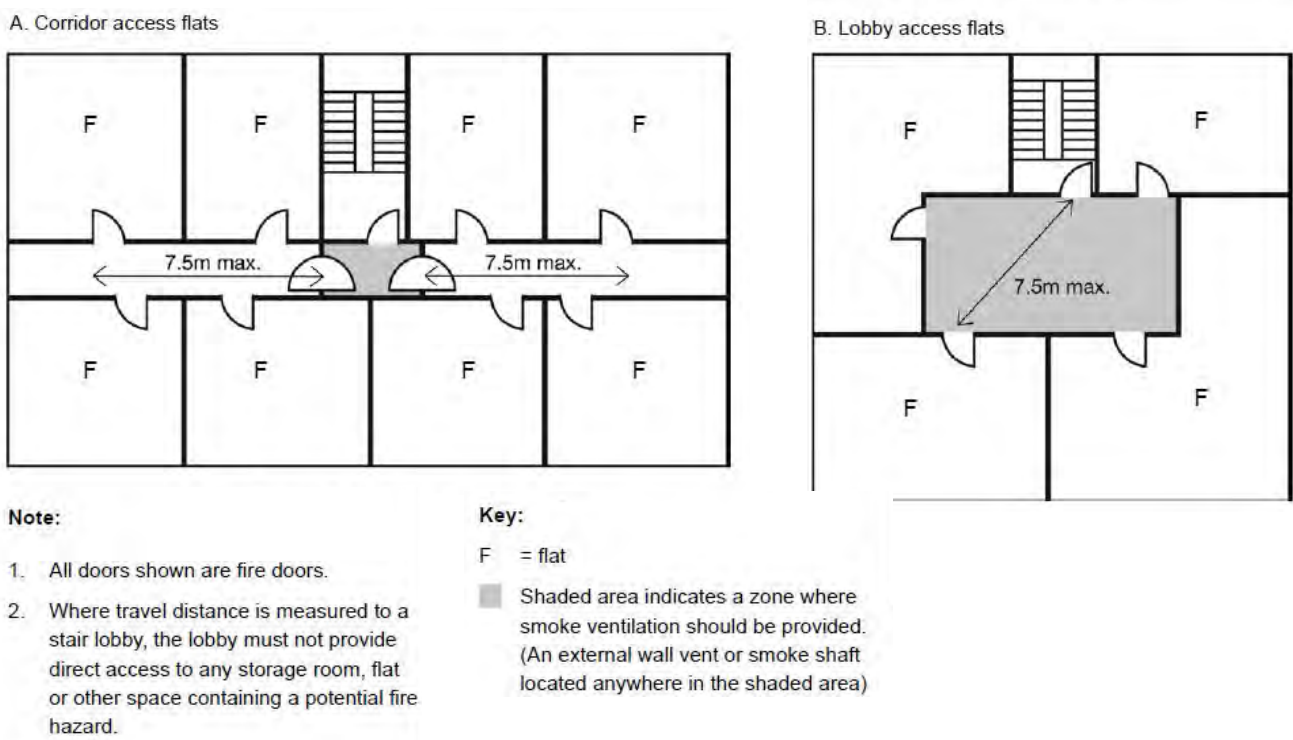 A. Corridor access flats
F
F
F
F
7.5m max.
7.5m max.
F
F
F
F
B. Lobby access flats
F
F
7.5m max.
F
F
Note:
1. All doors shown are fire doors.
2. Where travel distance is measured to a
stair lobby, the lobby must not provide
direct access to any storage room, flat
or other space containing a potential fire
hazard.
Key:
F = flat
Shaded area indicates a zone where
smoke ventilation should be provided.
(An external wall vent or smoke shaft
located anywhere in the shaded area)